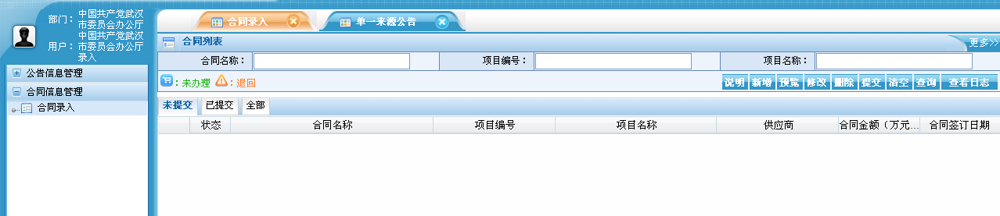 部门：中国共产党武汉
市委员会办公厅
用户：中国共产党武汉
市委员会办公厅
录入
公告信息管理
合同信息管理
合同录入
合同录入
单一来源公告
合同列表
更多>>
合同名称：
项目编号：
项目名称：
：未办理
：退回
说明 新增 预览 修改 删除 提交 清空 查询 查看日志
未提交 已提交 全部
状态 合同名称 项目编号 项目名称 供应商 合同金额（万元... 合同签订日期